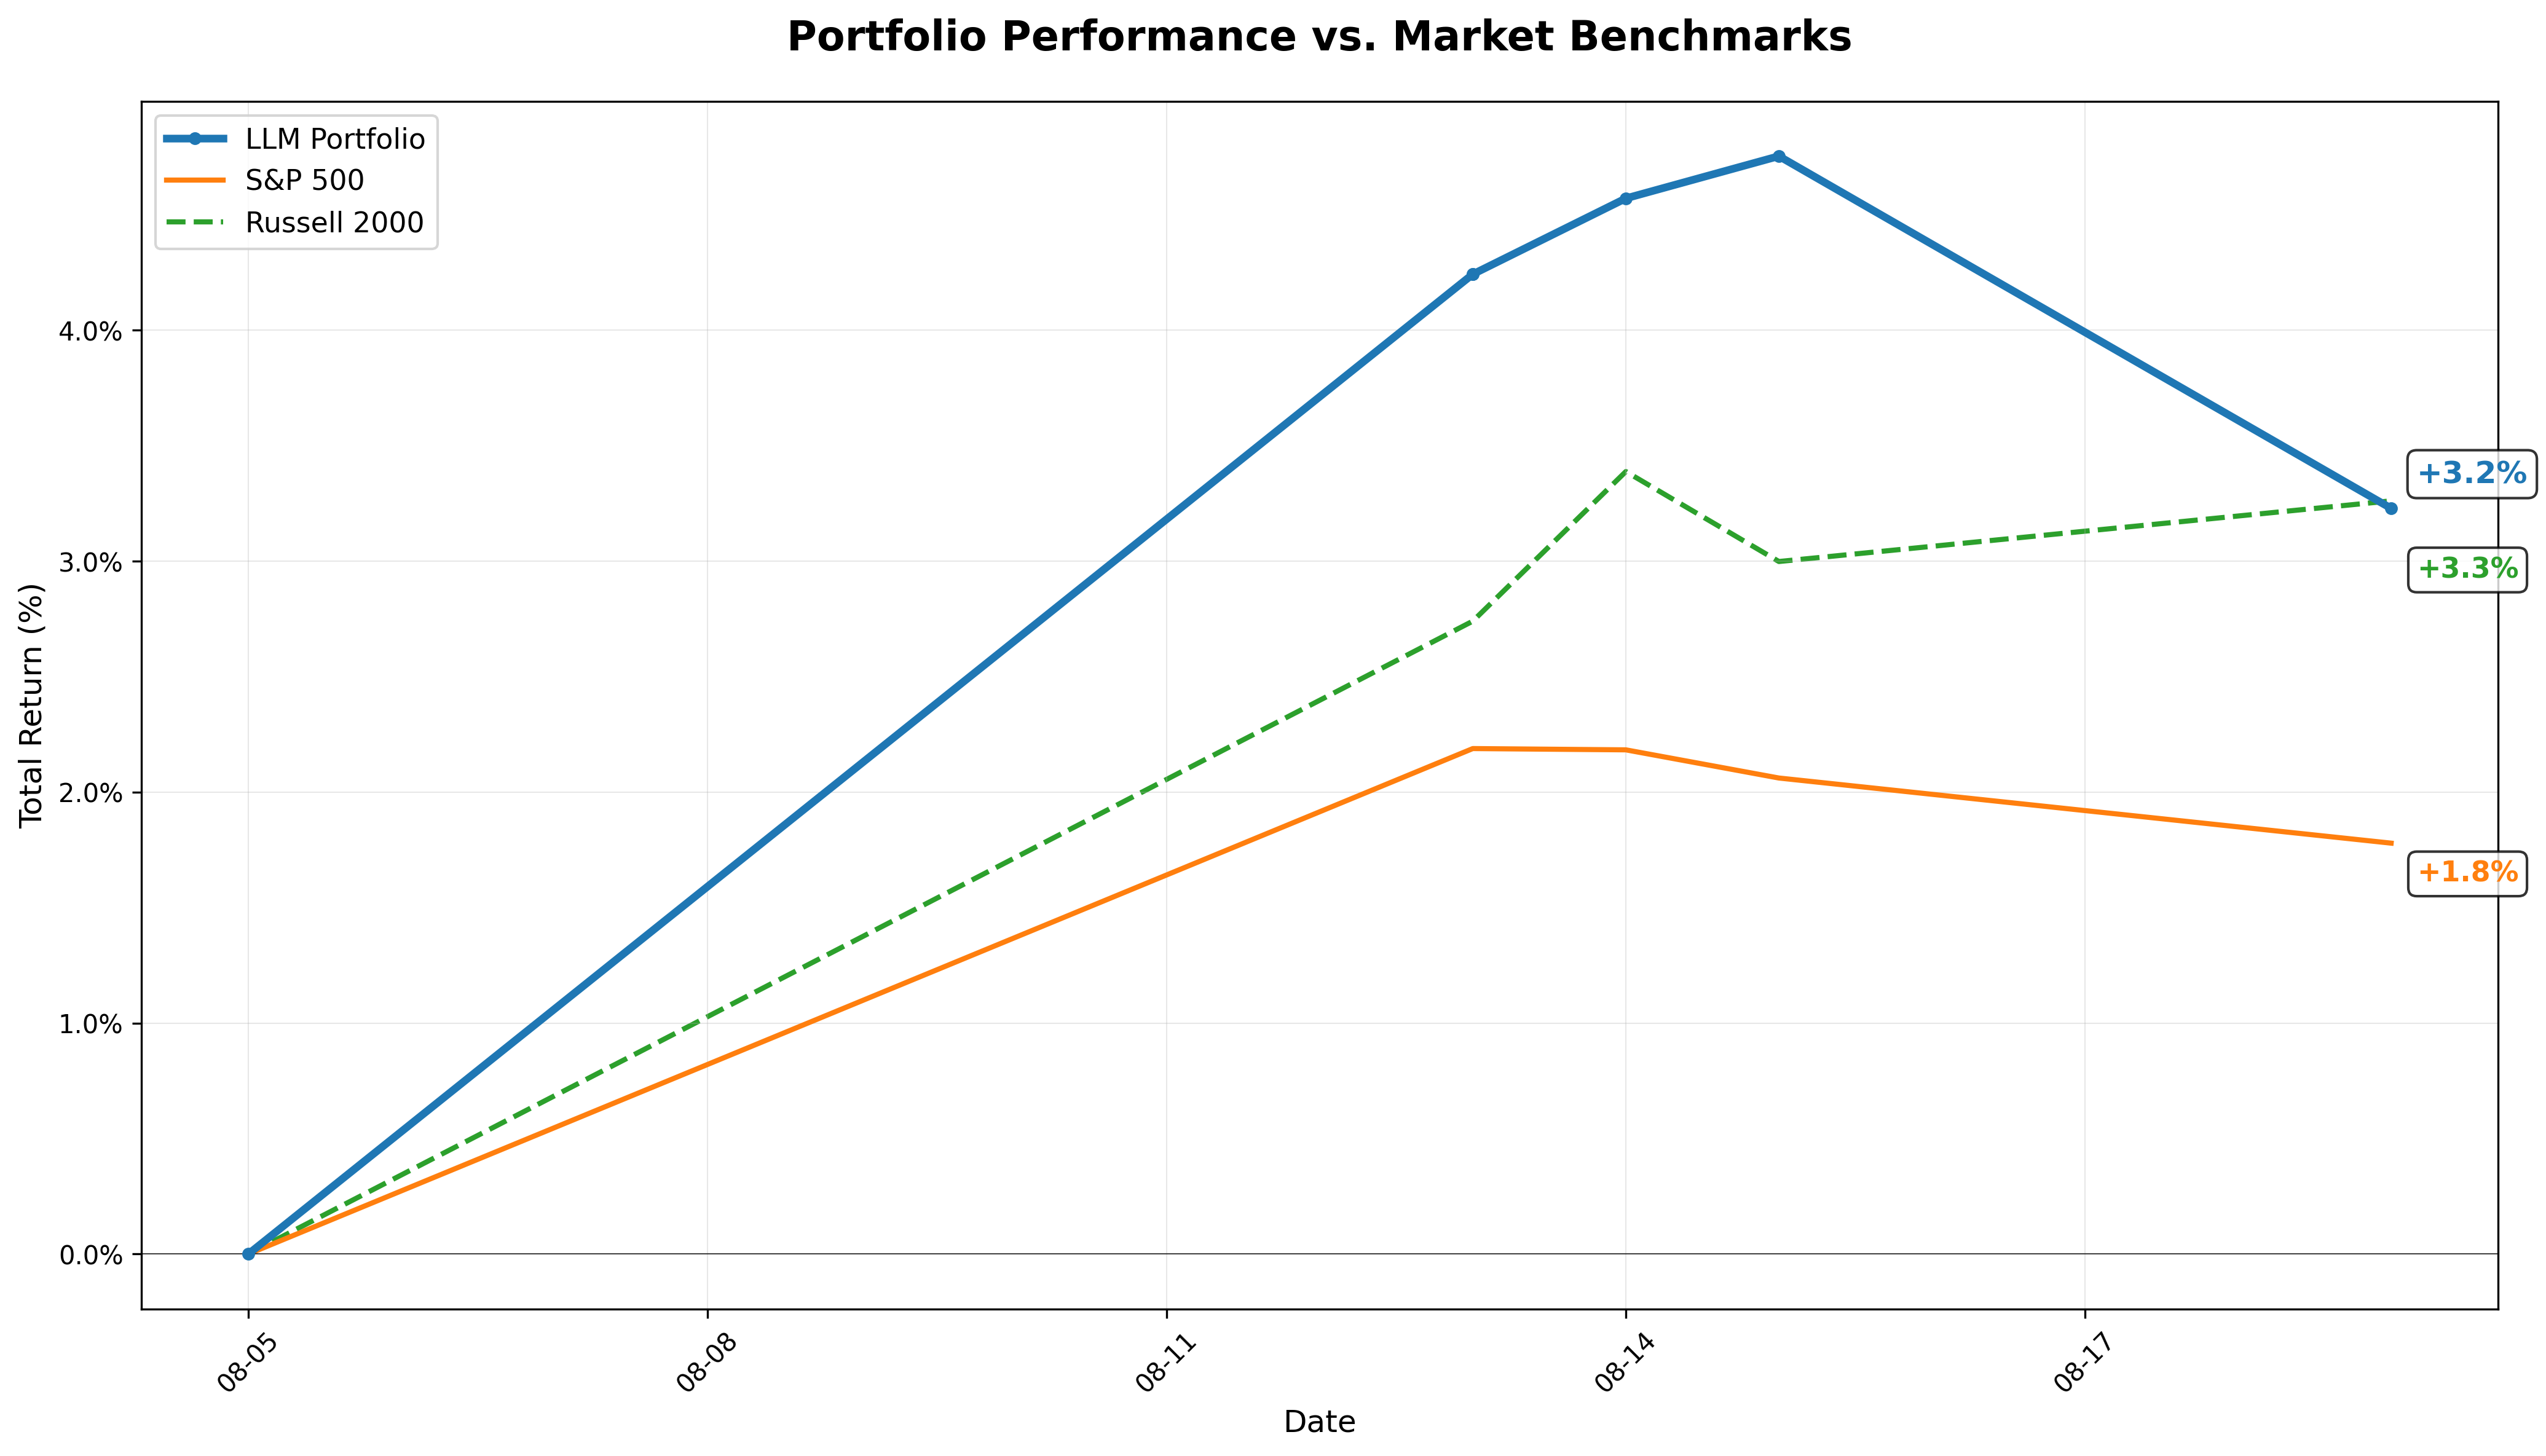 Portfolio Performance vs. Market Benchmarks
LLM Portfolio
S&P 500
Russell 2000
4.0%
3.0%
2.0%
1.0%
0.0%
Total Return (%)
+3.2%
+3.3%
+1.8%
08-05
08-08
08-11
08-14
08-17
Date